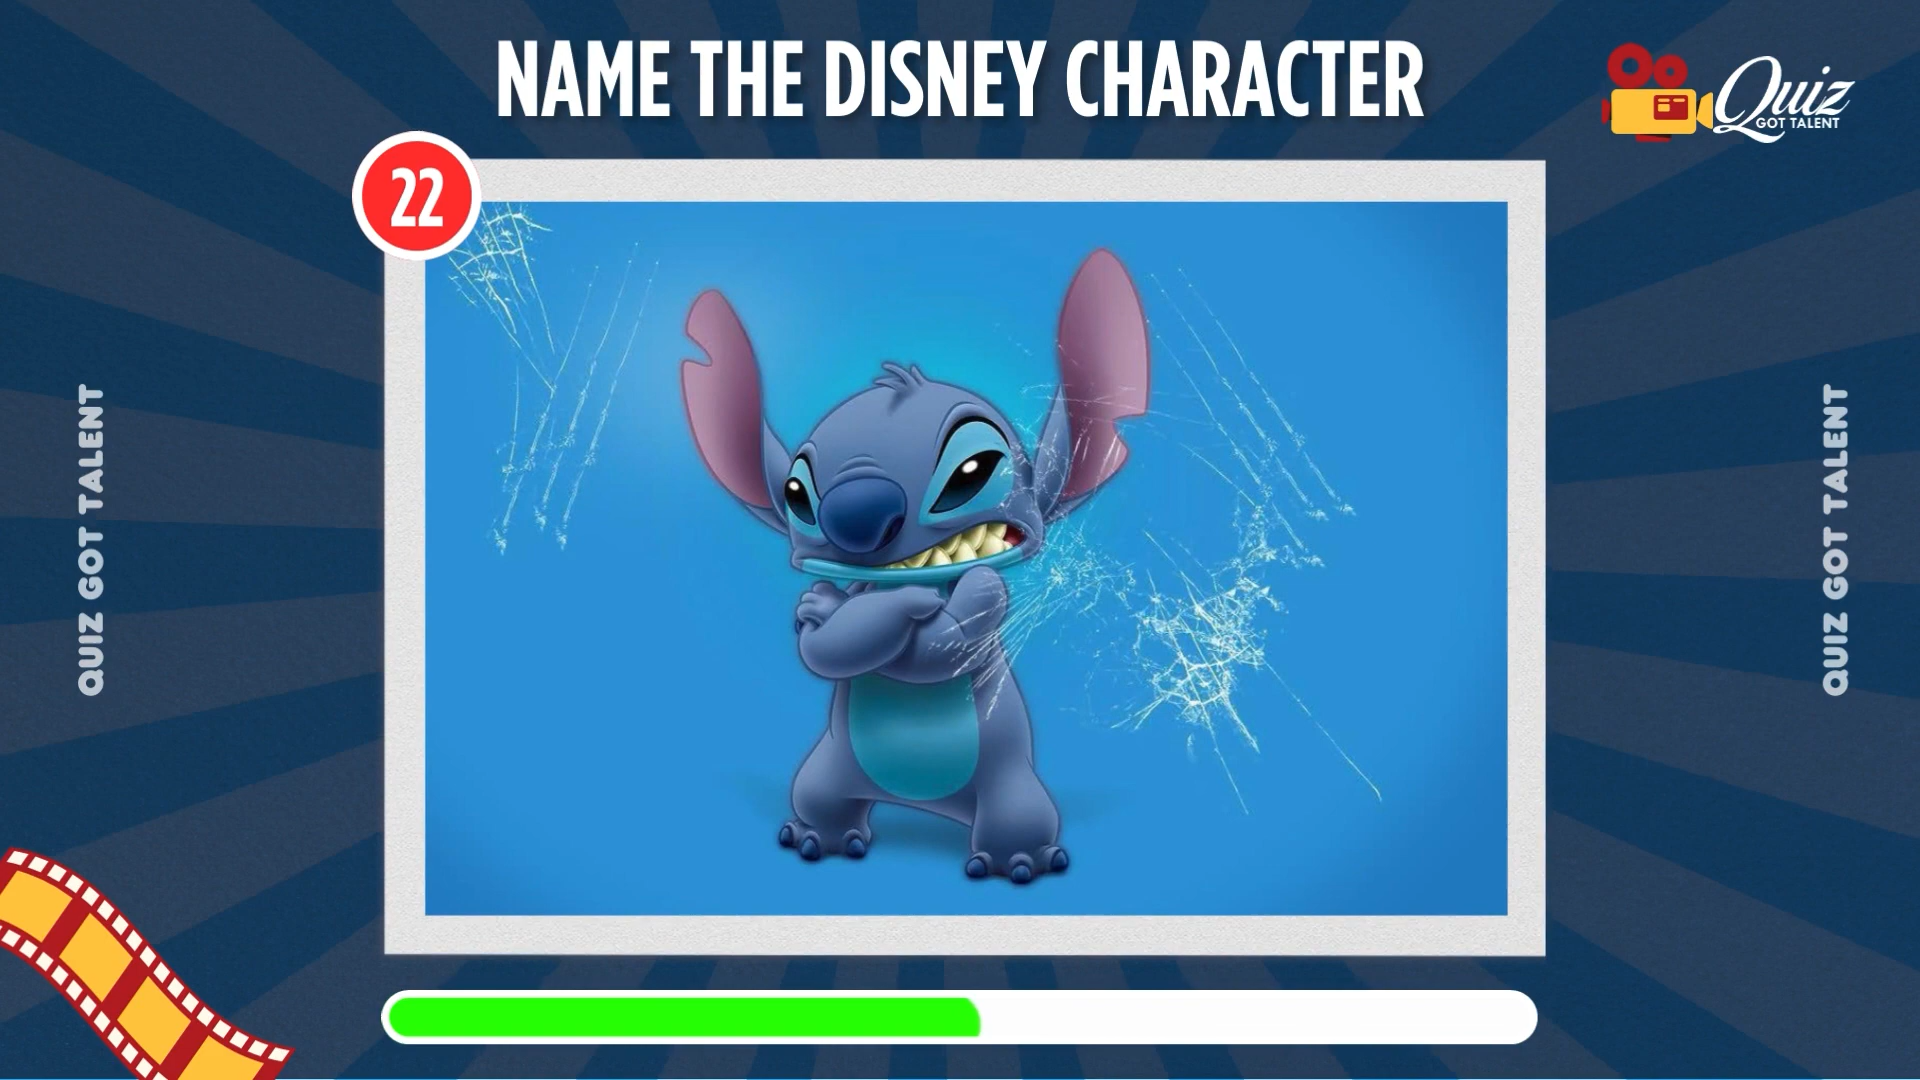 NAME THE DISNEY CHARACTER
Quiz
GOT TALENT
22
QUIZ GOT TALENT
QUIZ GOT TALENT